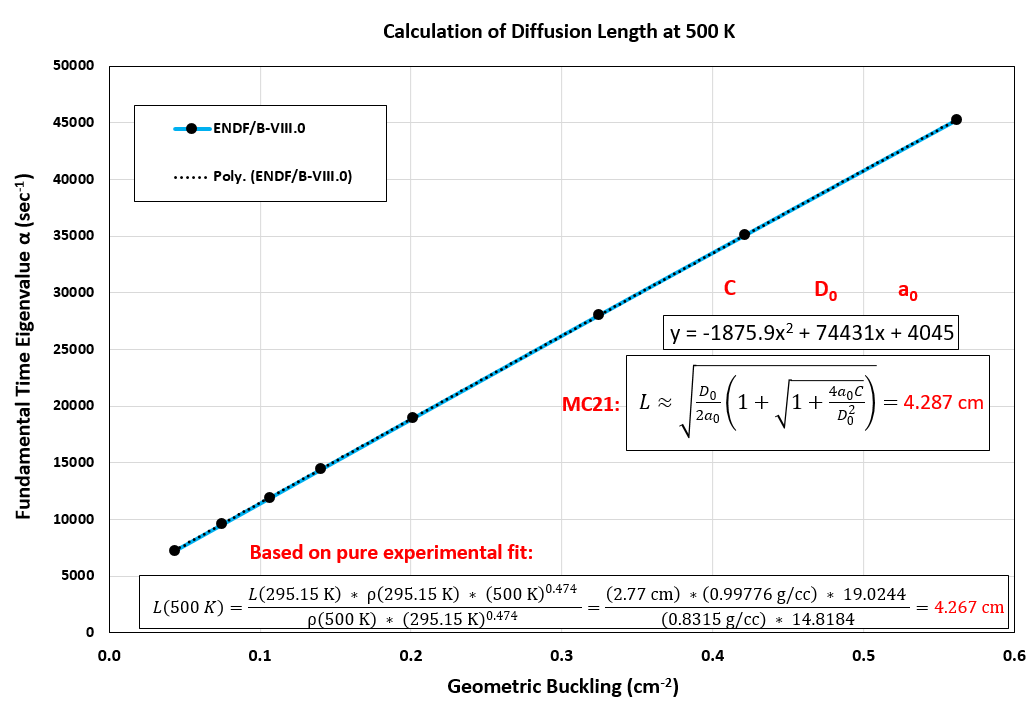 Calculation of Diffusion Length at 500 K
50000
45000
40000
35000
30000
25000
20000
15000
10000
5000
0
Fundamental Time Eigenvalue α (sec⁻¹)
ENDF/B-VIII.0
Poly. (ENDF/B-VIII.0)
C D₀ a₀
y = -1875.9x² + 74431x + 4045
MC21: L ≈ √(D₀/2a₀ (1 + √(1 + 4a₀C/D₀²))) = 4.287 cm
Based on pure experimental fit:
L(500 K) = L(295.15 K) * ρ(295.15 K) * (500 K)^0.474 / ρ(500 K) * (295.15 K)^0.474 = (2.77 cm) * (0.99776 g/cc) * 19.0244 / (0.8315 g/cc) * 14.8184 = 4.267 cm
0.0 0.1 0.2 0.3 0.4 0.5 0.6
Geometric Buckling (cm⁻²)